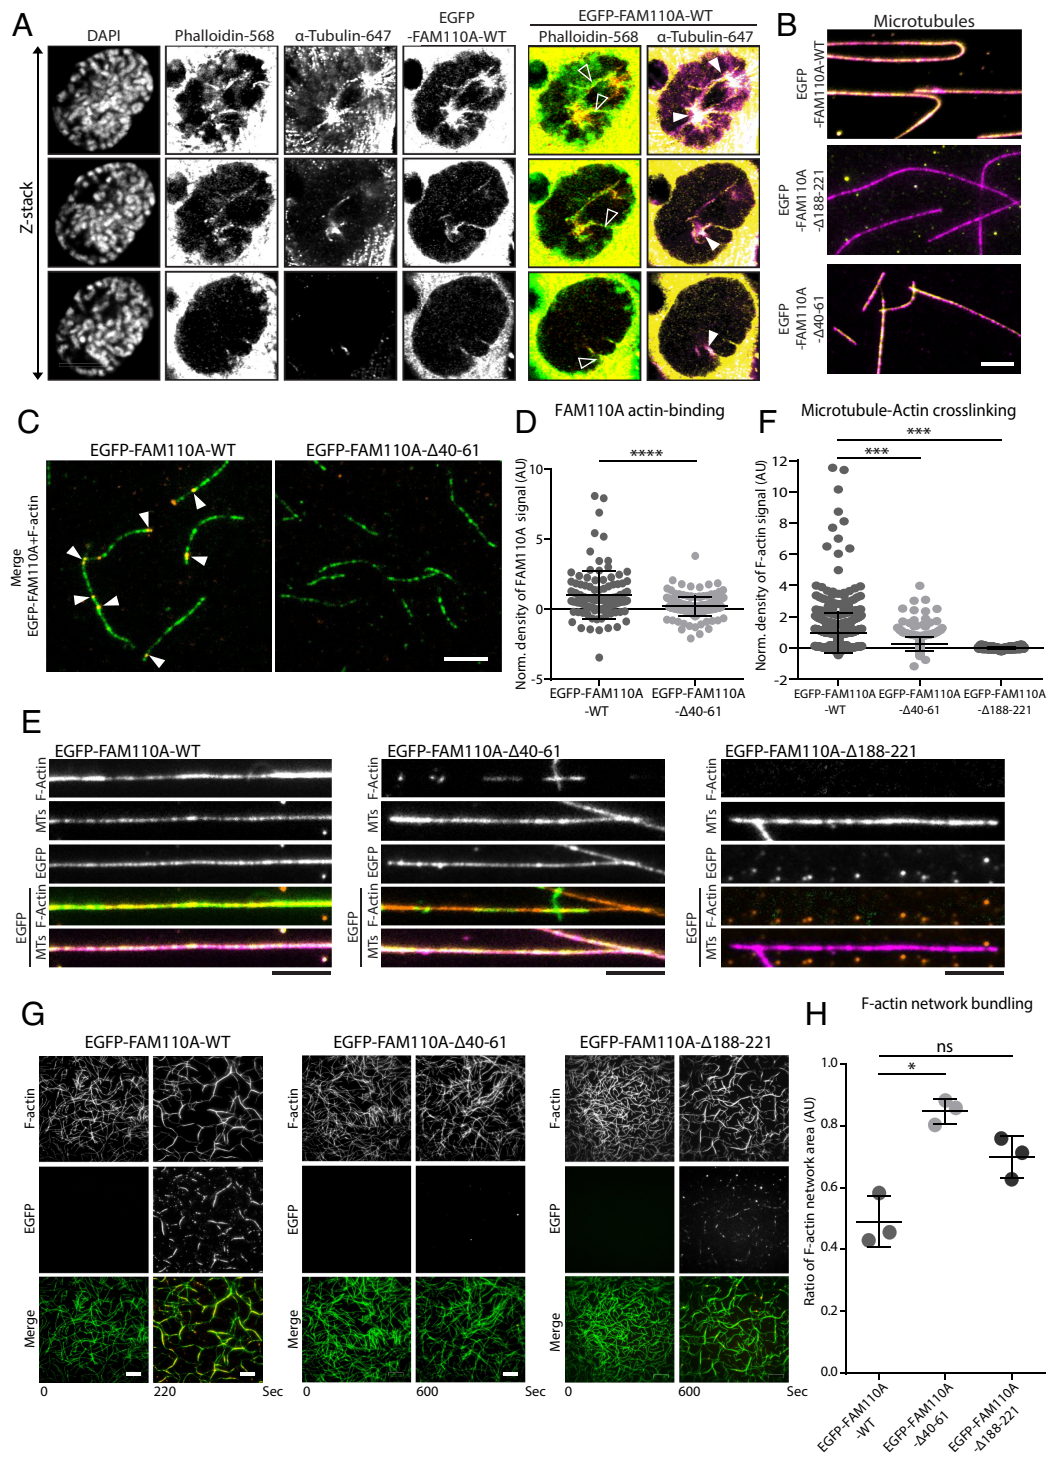 A
DAPI
Phalloidin-568
α-Tubulin-647
EGFP
-FAM110A-WT
EGFP-FAM110A-WT
Phalloidin-568
α-Tubulin-647
Z-stack
B
Microtubules
EGFP
-FAM110A-WT
EGFP
-FAM110A
-Δ188-221
EGFP
-FAM110A
-Δ40-61
C
EGFP-FAM110A-WT
EGFP-FAM110A-Δ40-61
Merge
EGFP-FAM110A+F-actin
D
FAM110A actin-binding
Norm. density of FAM110A signal (AU)
****
10
5
0
-5
EGFP-FAM110A
-WT
EGFP-FAM110A
-Δ40-61
F
Microtubule-Actin crosslinking
Norm. density of F-actin signal (AU)
***
***
12
10
8
6
4
2
0
-2
EGFP-FAM110A
-WT
EGFP-FAM110A
-Δ40-61
EGFP-FAM110A
-Δ188-221
E
EGFP-FAM110A-WT
F-Actin
MTs
EGFP
EGFP
F-Actin
MTs
EGFP-FAM110A-Δ40-61
F-Actin
MTs
EGFP
EGFP
F-Actin
MTs
EGFP-FAM110A-Δ188-221
F-Actin
MTs
EGFP
EGFP
F-Actin
MTs
G
EGFP-FAM110A-WT
F-actin
EGFP
Merge
0
220
Sec
EGFP-FAM110A-Δ40-61
F-actin
EGFP
Merge
0
600
Sec
EGFP-FAM110A-Δ188-221
F-actin
EGFP
Merge
0
600
Sec
H
F-actin network bundling
Ratio of F-actin network area (AU)
ns
*
1.0
0.8
0.6
0.4
0.2
0.0
EGFP-FAM110A
-WT
EGFP-FAM110A
-Δ40-61
EGFP-FAM110A
-Δ188-221